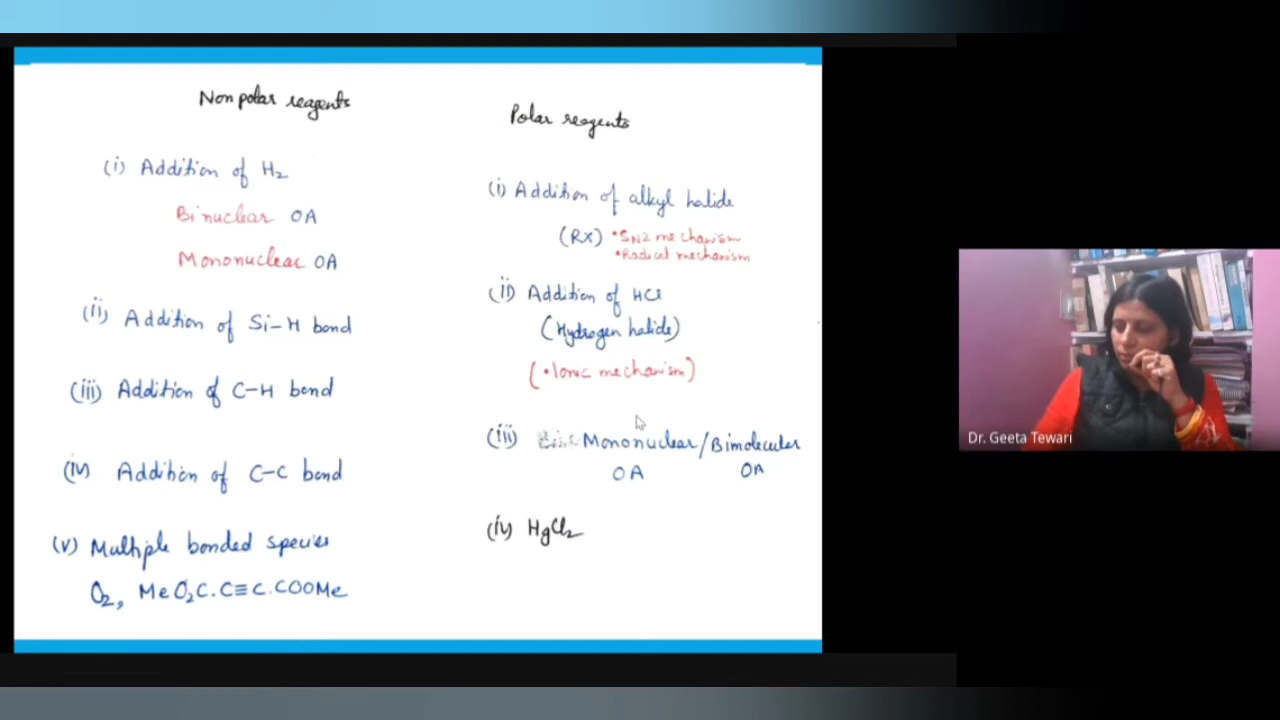 Non polar reagents
(i) Addition of H2
Binuclear OA
Mononuclear OA
(ii) Addition of Si-H bond
(iii) Addition of C-H bond
(iv) Addition of C-C bond
(v) Multiple bonded species
O2, MeO2C.C≡C.COOMe
Polar reagents
(i) Addition of alkyl halide
(RX) •SN2 mechanism
•Radical mechanism
(ii) Addition of HCl
(Hydrogen halide)
(•Ionic mechanism)
(iii) Mononuclear/Bimolecular
OA OA
(iv) HgCl2
Dr. Geeta Tewari